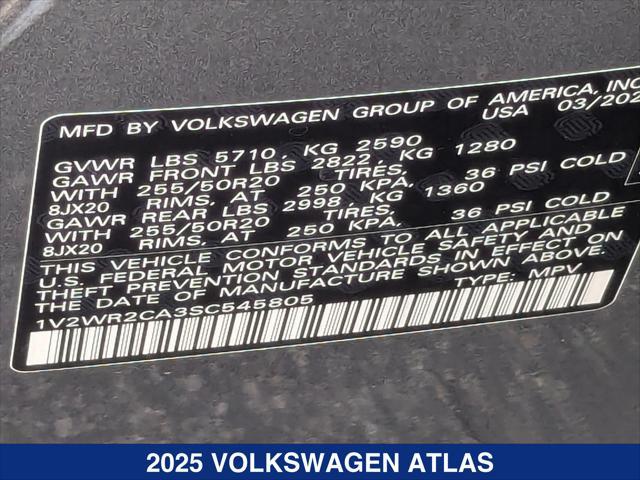 MFD BY VOLKSWAGEN GROUP OF AMERICA, INC
USA 03/202
GVWR LBS 5710, KG 2590
GAWR FRONT LBS 2822, KG 1280
WITH 255/50R20 TIRES, 36 PSI COLD
8JX20 RIMS, AT 250 KPA,
GAWR REAR LBS 2998 KG 1360
WITH 255/50R20 TIRES, 36 PSI COLD
8JX20 RIMS, AT 250 KPA,
THIS VEHICLE CONFORMS TO ALL APPLICABLE
U.S. FEDERAL MOTOR VEHICLE SAFETY AND
THEFT PREVENTION STANDARDS IN EFFECT ON
THE DATE OF MANUFACTURE SHOWN ABOVE.
1V2WR2CA3SC545805 TYPE: MPV
2025 VOLKSWAGEN ATLAS